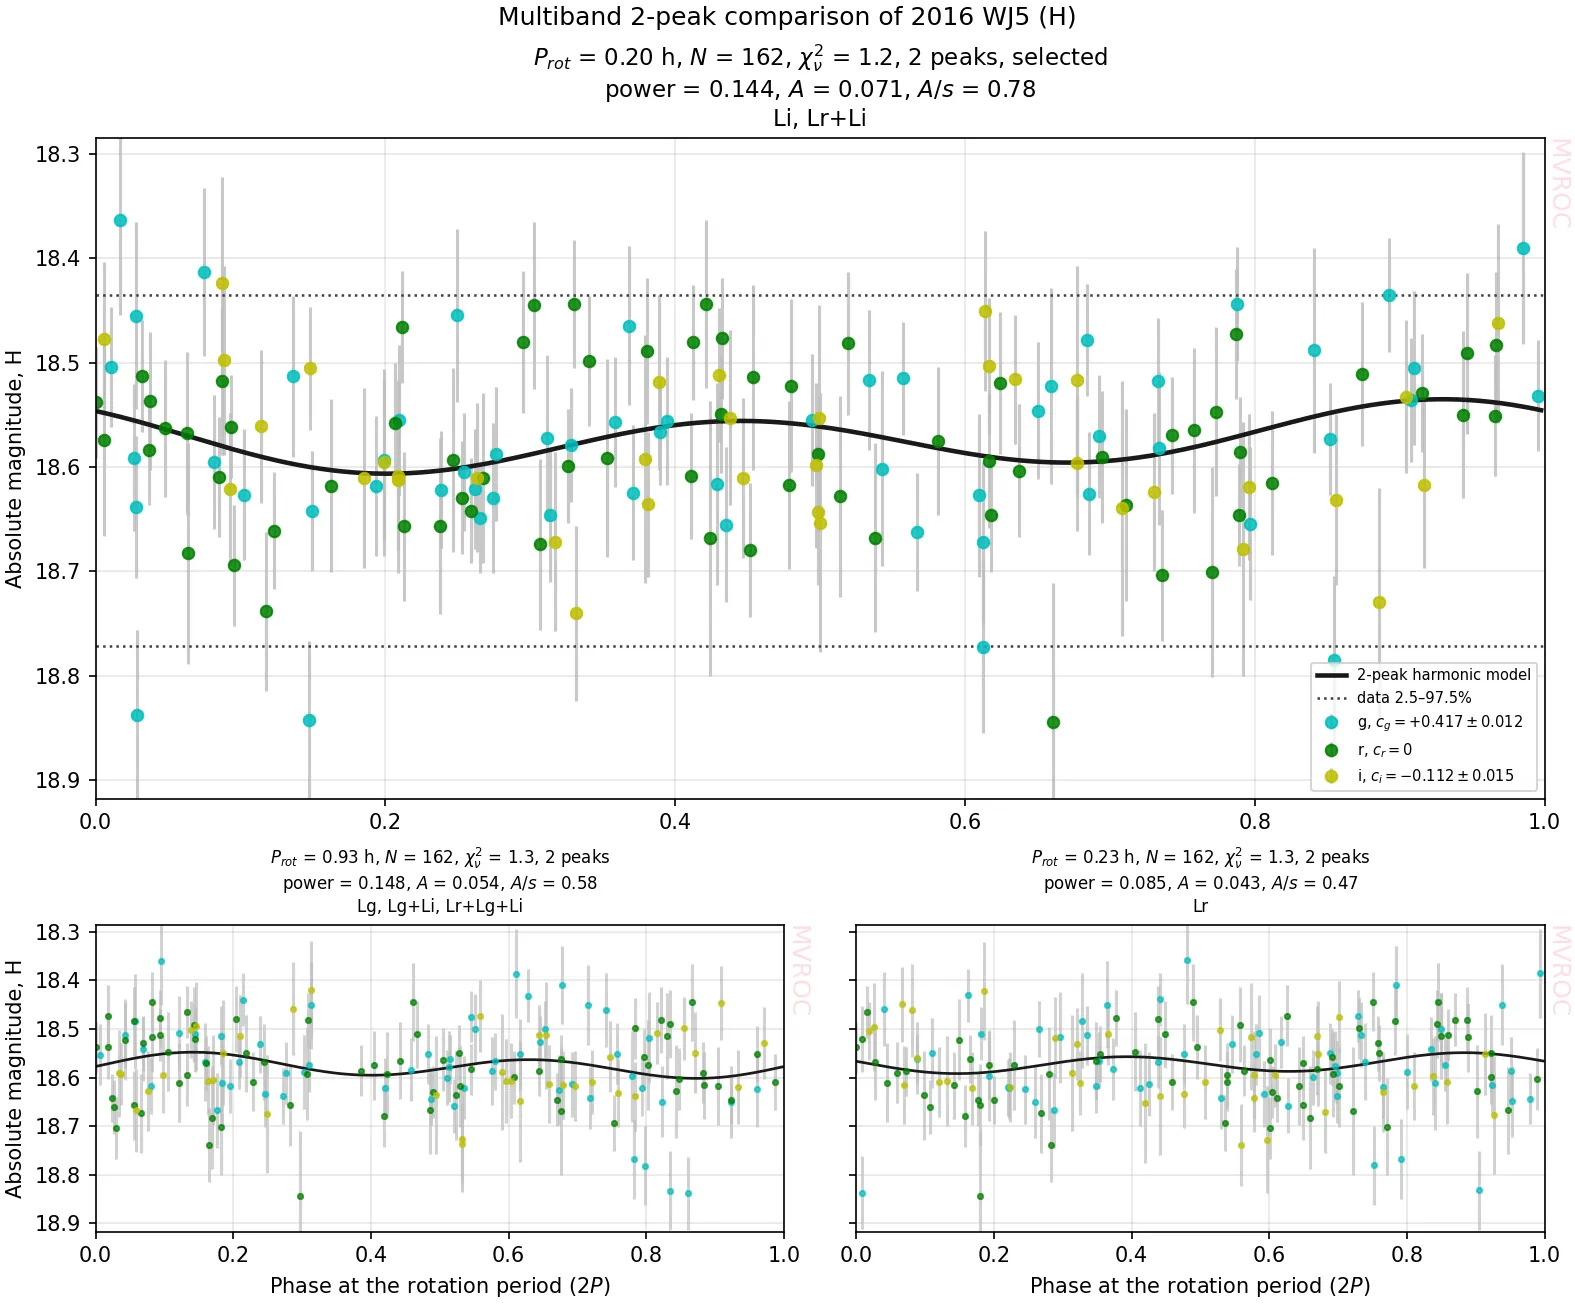 Multiband 2-peak comparison of 2016 WJ5 (H)
P_rot = 0.20 h, N = 162, χ²_ν = 1.2, 2 peaks, selected
power = 0.144, A = 0.071, A/s = 0.78
Li, Lr+Li
MVROC
Absolute magnitude, H
18.3
18.4
18.5
18.6
18.7
18.8
18.9
2-peak harmonic model
data 2.5–97.5%
g, c_g = +0.417 ± 0.012
r, c_r = 0
i, c_i = −0.112 ± 0.015
0.0 0.2 0.4 0.6 0.8 1.0
P_rot = 0.93 h, N = 162, χ²_ν = 1.3, 2 peaks
power = 0.148, A = 0.054, A/s = 0.58
Lg, Lg+Li, Lr+Lg+Li
MVROC
Absolute magnitude, H
18.3
18.4
18.5
18.6
18.7
18.8
18.9
0.0 0.2 0.4 0.6 0.8 1.0
Phase at the rotation period (2P)
P_rot = 0.23 h, N = 162, χ²_ν = 1.3, 2 peaks
power = 0.085, A = 0.043, A/s = 0.47
Lr
MVROC
0.0 0.2 0.4 0.6 0.8 1.0
Phase at the rotation period (2P)